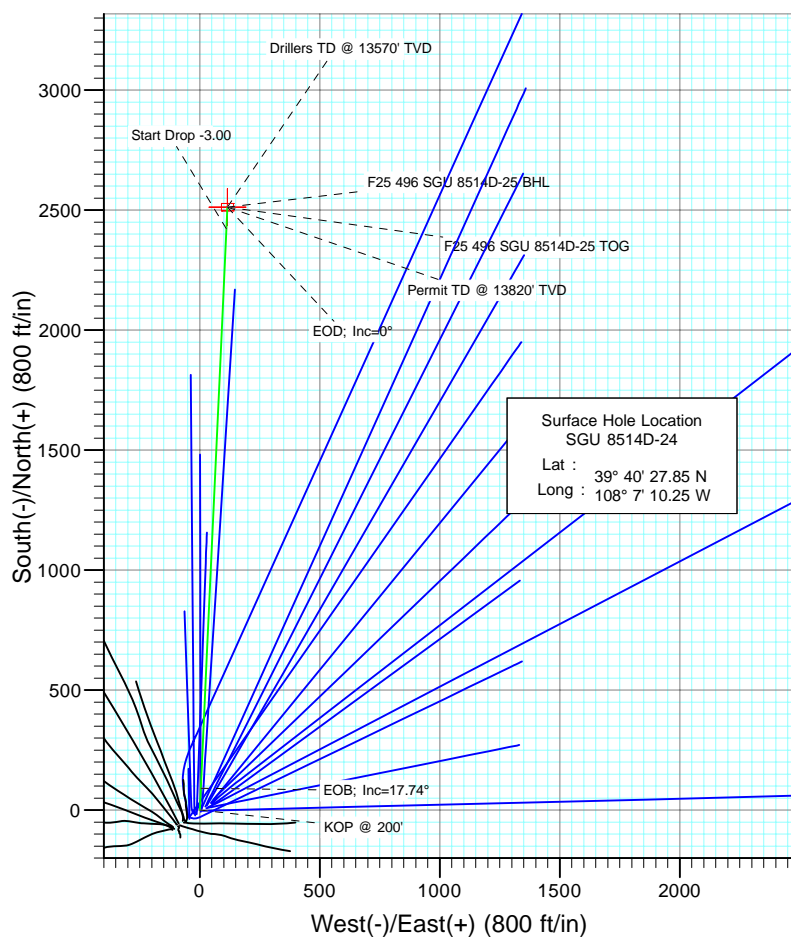 Drillers TD @ 13570' TVD
3000
Start Drop -3.00
F25 496 SGU 8514D-25 BHL
2500
F25 496 SGU 8514D-25 TOG
Permit TD @ 13820' TVD
2000
EOD; Inc=0°
Surface Hole Location
SGU 8514D-24
Lat :
39° 40' 27.85 N
Long :
108° 7' 10.25 W
1500
South(-)/North(+) (800 ft/in)
1000
500
EOB; Inc=17.74°
0
KOP @ 200'
0 500 1000 1500 2000
West(-)/East(+) (800 ft/in)